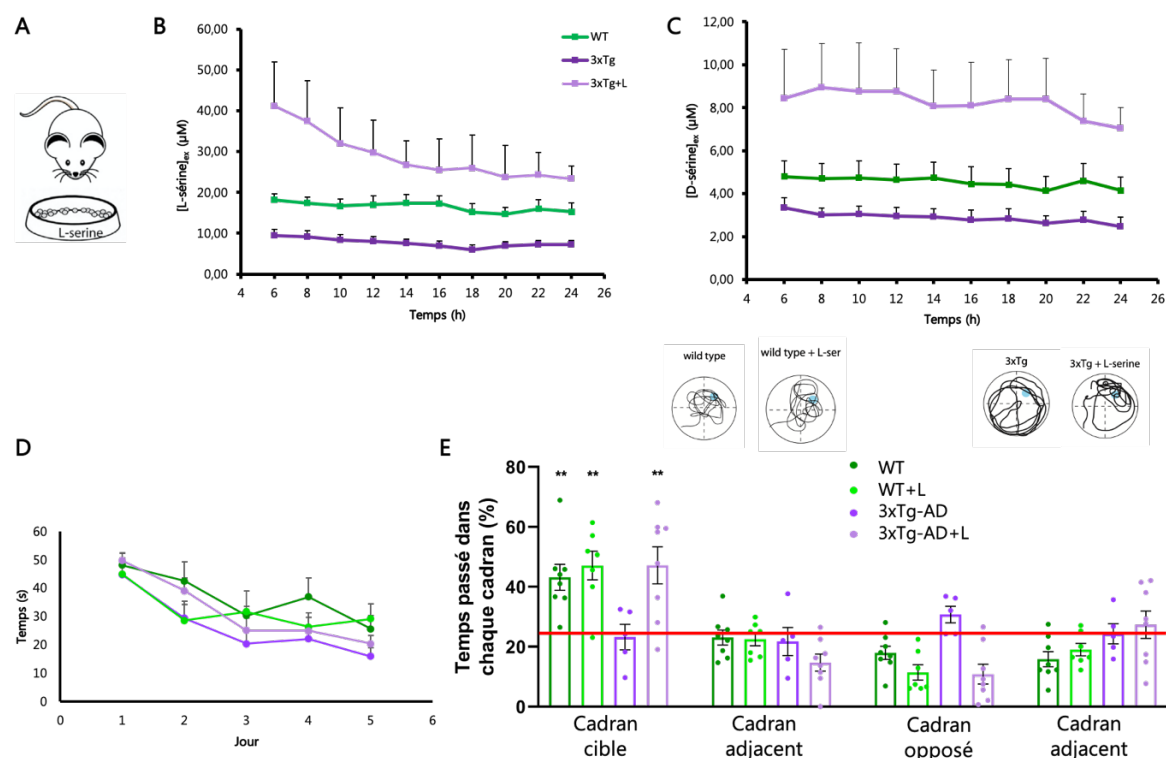 A
L-serine
B
60,00
50,00
40,00
30,00
20,00
10,00
0,00
[L-sérine]ex (µM)
WT
3xTg
3xTg+L
4 6 8 10 12 14 16 18 20 22 24 26
Temps (h)
C
12,00
10,00
8,00
6,00
4,00
2,00
0,00
[D-sérine]ex (µM)
4 6 8 10 12 14 16 18 20 22 24 26
Temps (h)
wild type
wild type + L-ser
3xTg
3xTg + L-serine
D
60
50
40
30
20
10
0
Temps (s)
0 1 2 3 4 5 6
Jour
E
80
60
40
20
0
Temps passé dans
chaque cadran (%)
** ** **
WT
WT+L
3xTg-AD
3xTg-AD+L
Cadran
cible
Cadran
adjacent
Cadran
opposé
Cadran
adjacent